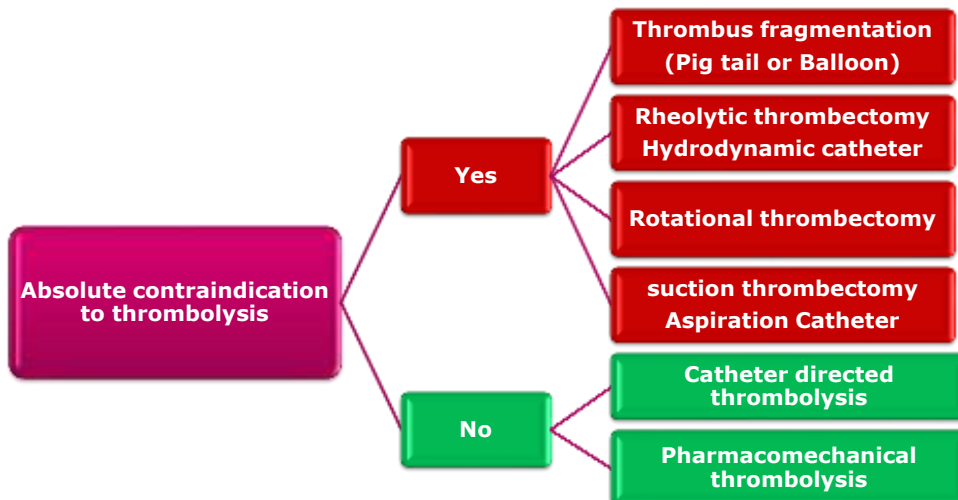 Absolute contraindication
to thrombolysis
Yes
Thrombus fragmentation
(Pig tail or Balloon)
Rheolytic thrombectomy
Hydrodynamic catheter
Rotational thrombectomy
suction thrombectomy
Aspiration Catheter
No
Catheter directed
thrombolysis
Pharmacomechanical
thrombolysis